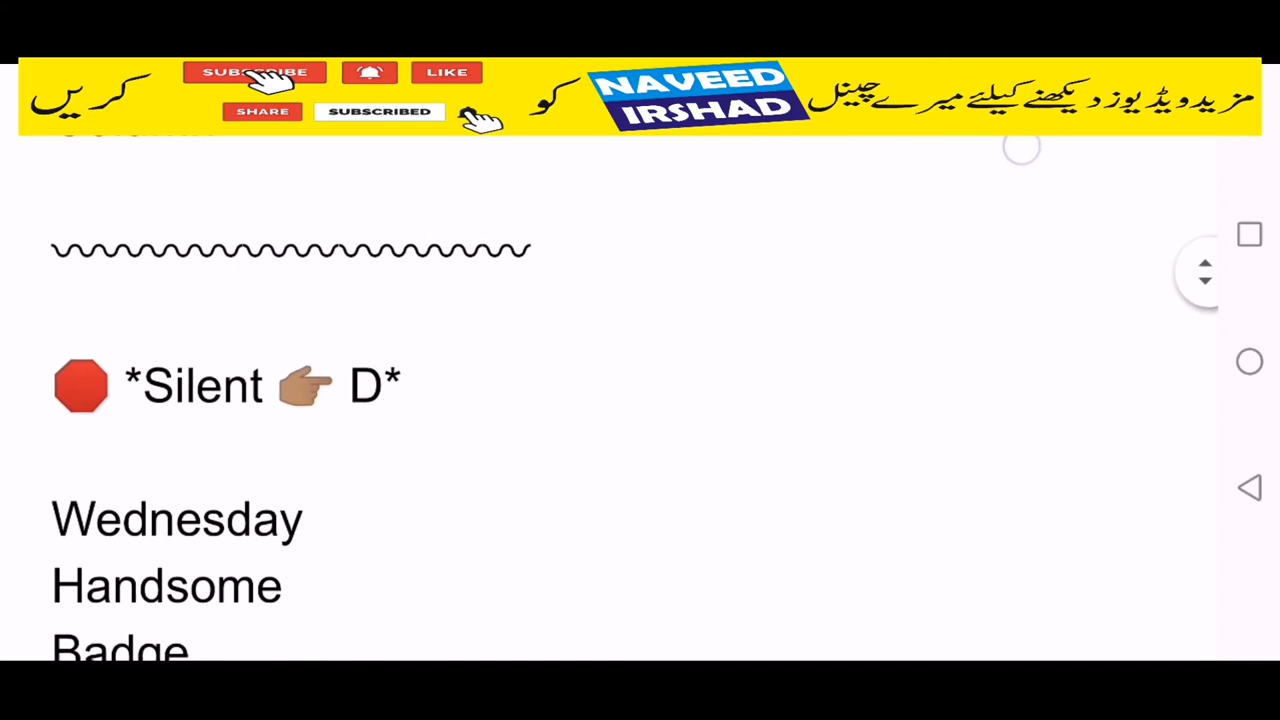 SUBSCRIBE LIKE
مزید ویڈیوز دیکھنے کیلئے میرے چینل NAVEED IRSHAD کو کریں
SHARE SUBSCRIBED
*Silent 👉🏽 D*
Wednesday
Handsome
Badge